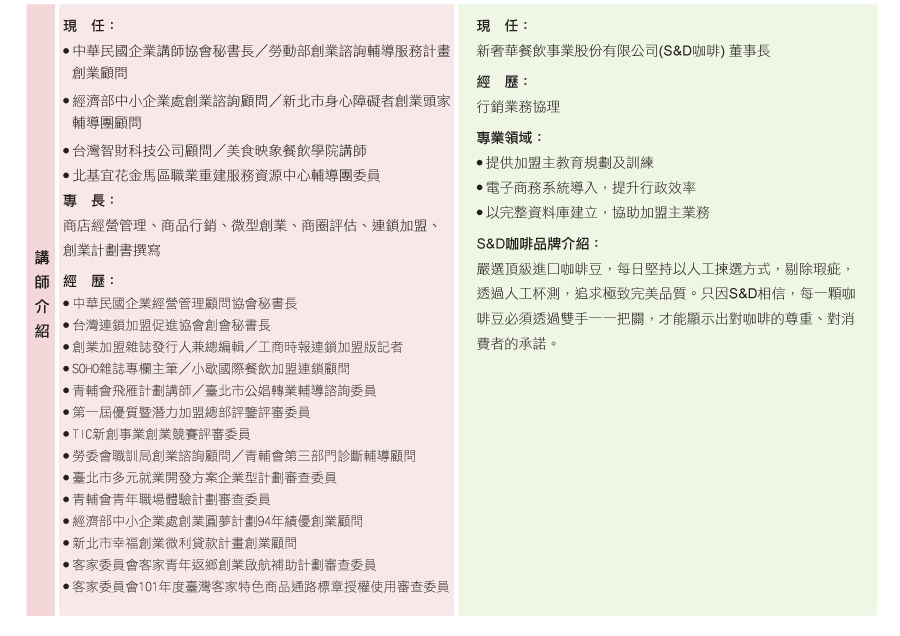 講師介紹
現　任：
●中華民國企業講師協會秘書長／勞動部創業諮詢輔導服務計畫
創業顧問
●經濟部中小企業處創業諮詢顧問／新北市身心障礙者創業頭家
輔導團顧問
●台灣智財科技公司顧問／美食映象餐飲學院講師
●北基宜花金馬區職業重建服務資源中心輔導團委員
專　長：
商店經營管理、商品行銷、微型創業、商圈評估、連鎖加盟、
創業計劃書撰寫
經　歷：
●中華民國企業經營管理顧問協會秘書長
●台灣連鎖加盟促進協會創會秘書長
●創業加盟雜誌發行人兼總編輯／工商時報連鎖加盟版記者
●SOHO雜誌專欄主筆／小歇國際餐飲加盟連鎖顧問
●青輔會飛雁計劃講師／臺北市公娼轉業輔導諮詢委員
●第一屆優質暨潛力加盟總部評鑒評審委員
●TIC新創事業創業競賽評審委員
●勞委會職訓局創業諮詢顧問／青輔會第三部門診斷輔導顧問
●臺北市多元就業開發方案企業型計劃審查委員
●青輔會青年職場體驗計劃審查委員
●經濟部中小企業處創業圓夢計劃94年績優創業顧問
●新北市幸福創業微利貸款計畫創業顧問
●客家委員會客家青年返鄉創業啟航補助計劃審查委員
●客家委員會101年度臺灣客家特色商品通路標章授權使用審查委員
現　任：
新奢華餐飲事業股份有限公司(S&D咖啡) 董事長
經　歷：
行銷業務協理
專業領域：
●提供加盟主教育規劃及訓練
●電子商務系統導入，提升行政效率
●以完整資料庫建立，協助加盟主業務
S&D咖啡品牌介紹：
嚴選頂級進口咖啡豆，每日堅持以人工揀選方式，剔除瑕疵，
透過人工杯測，追求極致完美品質。只因S&D相信，每一顆咖
啡豆必須透過雙手一一把關，才能顯示出對咖啡的尊重、對消
費者的承諾。